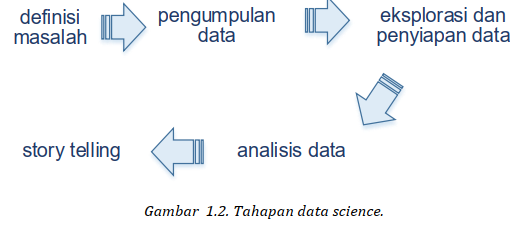 definisi
masalah
pengumpulan
data
eksplorasi dan
penyiapan data
analisis data
story telling
Gambar 1.2. Tahapan data science.